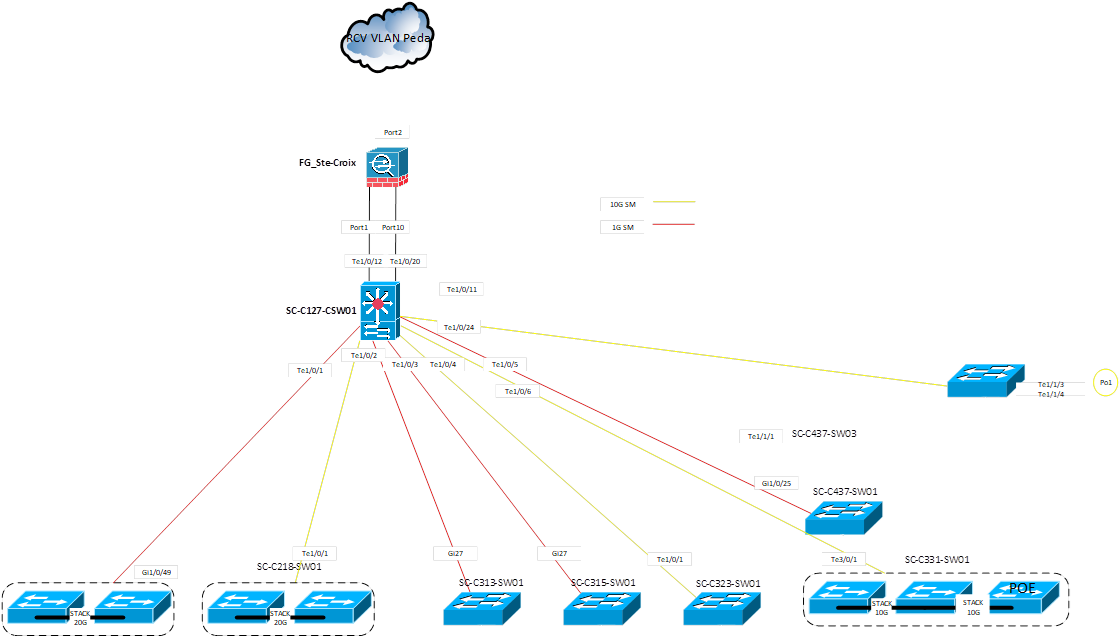 RCV VLAN Peda
Port2
FG_Ste-Croix
10G SM
1G SM
Port1
Port10
Te1/0/12
Te1/0/20
Te1/0/11
SC-C127-CSW01
Te1/0/24
Te1/0/2
Te1/0/1
Te1/0/3
Te1/0/4
Te1/0/5
Te1/0/6
Te1/1/3
Te1/1/4
Po1
Te1/1/1
SC-C437-SW03
Gi1/0/25
SC-C437-SW01
Te1/0/1
Gi27
Gi27
Te1/0/1
Te3/0/1
SC-C331-SW01
Gi1/0/49
SC-C218-SW01
SC-C313-SW01
SC-C315-SW01
SC-C323-SW01
POE
STACK
20G
STACK
20G
STACK
10G
STACK
10G